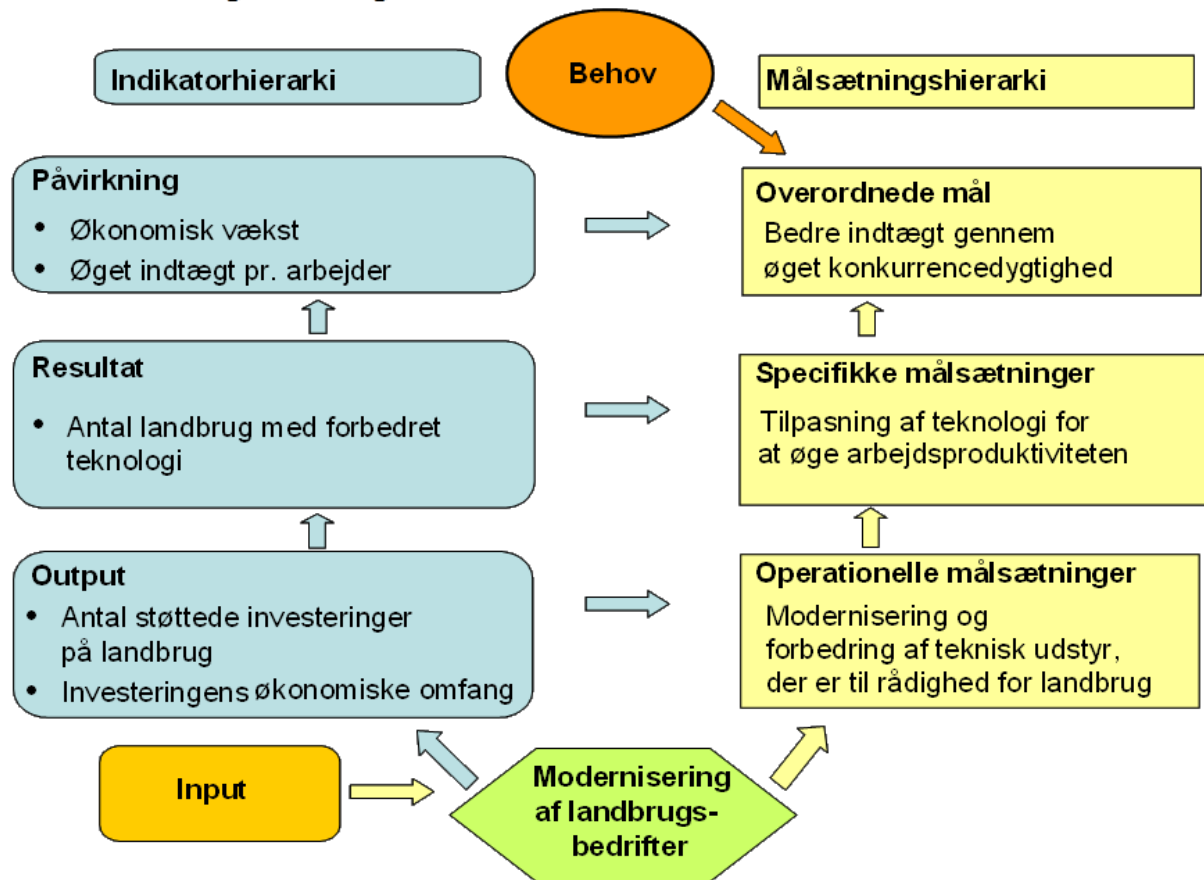 Indikatorhierarki
Behov
Målsætningshierarki
Påvirkning
• Økonomisk vækst
• Øget indtægt pr. arbejder
Overordnede mål
Bedre indtægt gennem
øget konkurrencedygtighed
Resultat
• Antal landbrug med forbedret
teknologi
Specifikke målsætninger
Tilpasning af teknologi for
at øge arbejdsproduktiviteten
Output
• Antal støttede investeringer
på landbrug
• Investeringens økonomiske omfang
Operationelle målsætninger
Modernisering og
forbedring af teknisk udstyr,
der er til rådighed for landbrug
Input
Modernisering
af landbrugs-
bedrifter